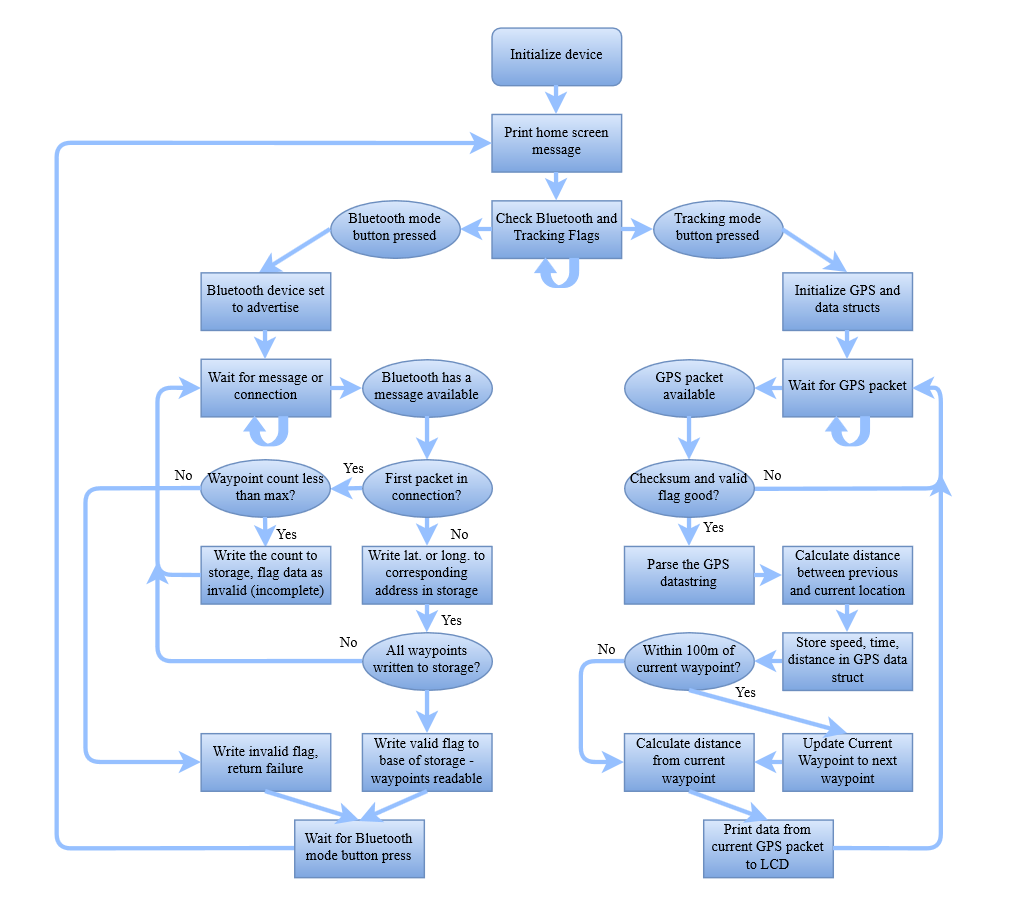 Initialize device
Print home screen
message
Bluetooth mode
button pressed
Check Bluetooth and
Tracking Flags
Tracking mode
button pressed
Bluetooth device set
to advertise
Initialize GPS and
data structs
Wait for message or
connection
Bluetooth has a
message available
GPS packet
available
Wait for GPS packet
No
Waypoint count less
than max?
Yes
First packet in
connection?
Checksum and valid
flag good?
No
Yes
No
Yes
Write the count to
storage, flag data as
invalid (incomplete)
Write lat. or long. to
corresponding
address in storage
Parse the GPS
datastring
Calculate distance
between previous
and current location
Yes
No
All waypoints
written to storage?
No
Within 100m of
current waypoint?
Store speed, time,
distance in GPS data
struct
Yes
Write invalid flag,
return failure
Write valid flag to
base of storage -
waypoints readable
Calculate distance
from current
waypoint
Update Current
Waypoint to next
waypoint
Wait for Bluetooth
mode button press
Print data from
current GPS packet
to LCD